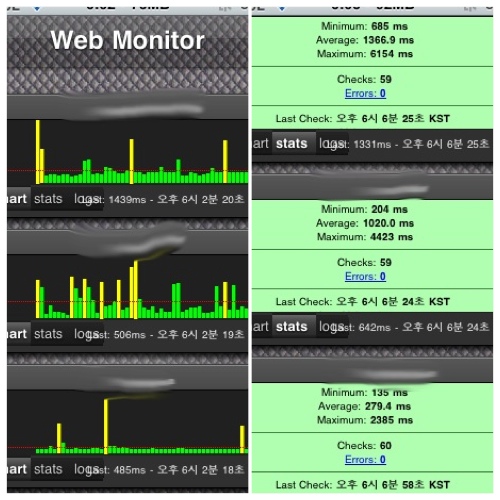 Web Monitor
stats logs Last: 1439ms - 오후 6시 2분 20초
stats logs Last: 506ms - 오후 6시 2분 19초
stats logs Last: 485ms - 오후 6시 2분 18초
Minimum: 685 ms
Average: 1366.9 ms
Maximum: 6154 ms
Checks: 59
Errors: 0
Last Check: 오후 6시 6분 25초 KST
stats logs Last: 1331ms - 오후 6시 6분 25초
Minimum: 204 ms
Average: 1020.0 ms
Maximum: 4423 ms
Checks: 59
Errors: 0
Last Check: 오후 6시 6분 24초 KST
stats logs Last: 642ms - 오후 6시 6분 24초
Minimum: 135 ms
Average: 279.4 ms
Maximum: 2385 ms
Checks: 60
Errors: 0
Last Check: 오후 6시 6분 58초 KST